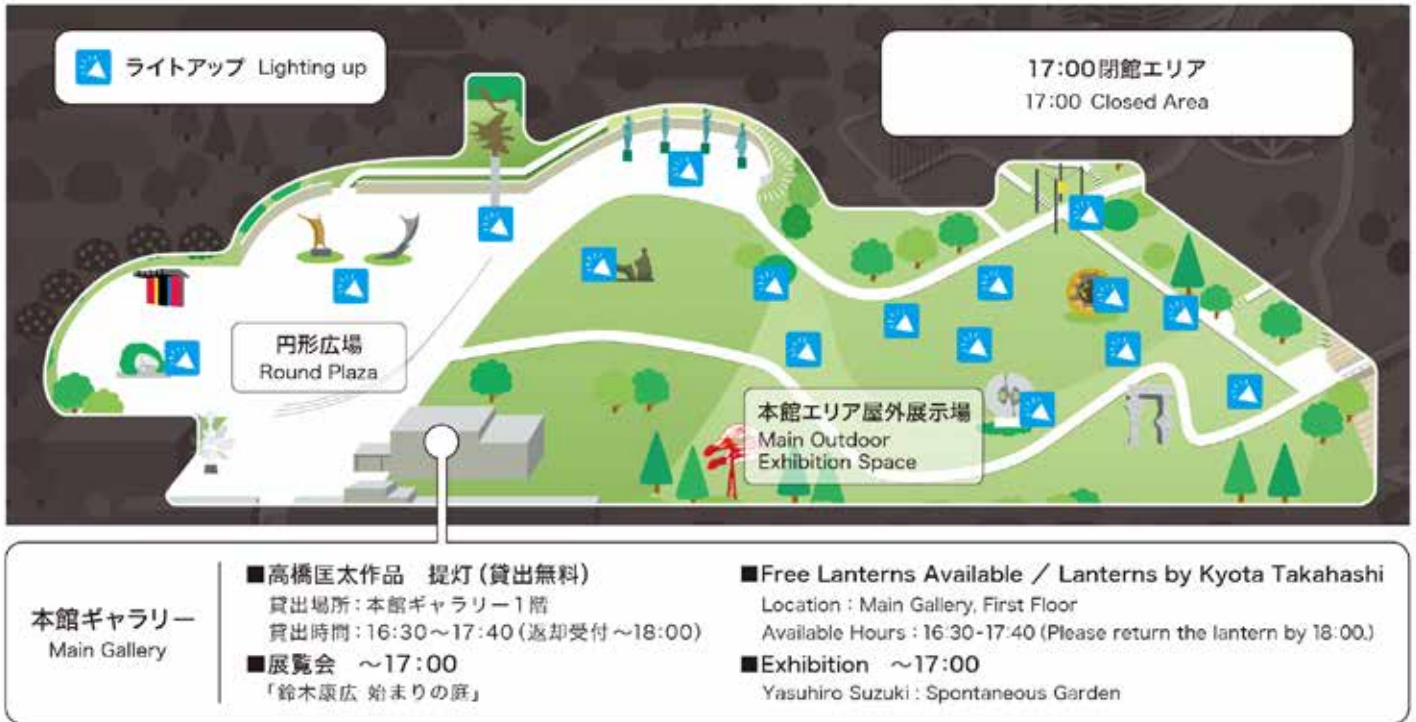 ライトアップ Lighting up
17:00閉館エリア
17:00 Closed Area
円形広場
Round Plaza
本館エリア屋外展示場
Main Outdoor
Exhibition Space
本館ギャラリー
Main Gallery
■高橋匡太作品 提灯(貸出無料)
貸出場所:本館ギャラリー1階
貸出時間:16:30~17:40(返却受付~18:00)
■展覧会 ~17:00
「鈴木康広 始まりの庭」
■Free Lanterns Available / Lanterns by Kyota Takahashi
Location : Main Gallery, First Floor
Available Hours : 16:30-17:40 (Please return the lantern by 18:00.)
■Exhibition ~17:00
Yasuhiro Suzuki : Spontaneous Garden